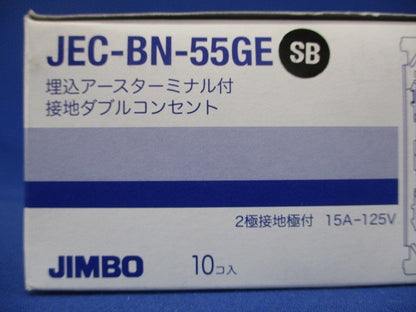 JEC-BN-55GE SB
埋込アースターミナル付
接地ダブルコンセント
2極接地極付 15A-125V
JIMBO 10コ入